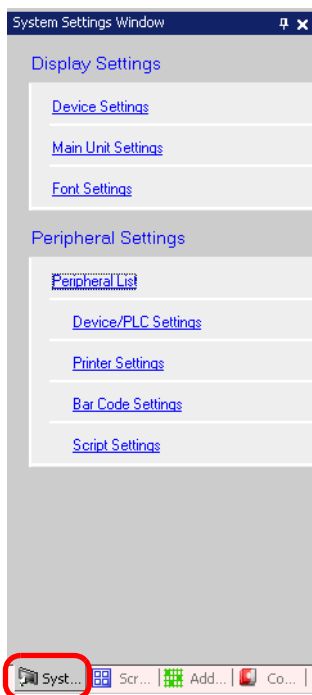 System Settings Window
Display Settings
Device Settings
Main Unit Settings
Font Settings
Peripheral Settings
Peripheral List
Device/PLC Settings
Printer Settings
Bar Code Settings
Script Settings
Syst... Scr... Add... Co...